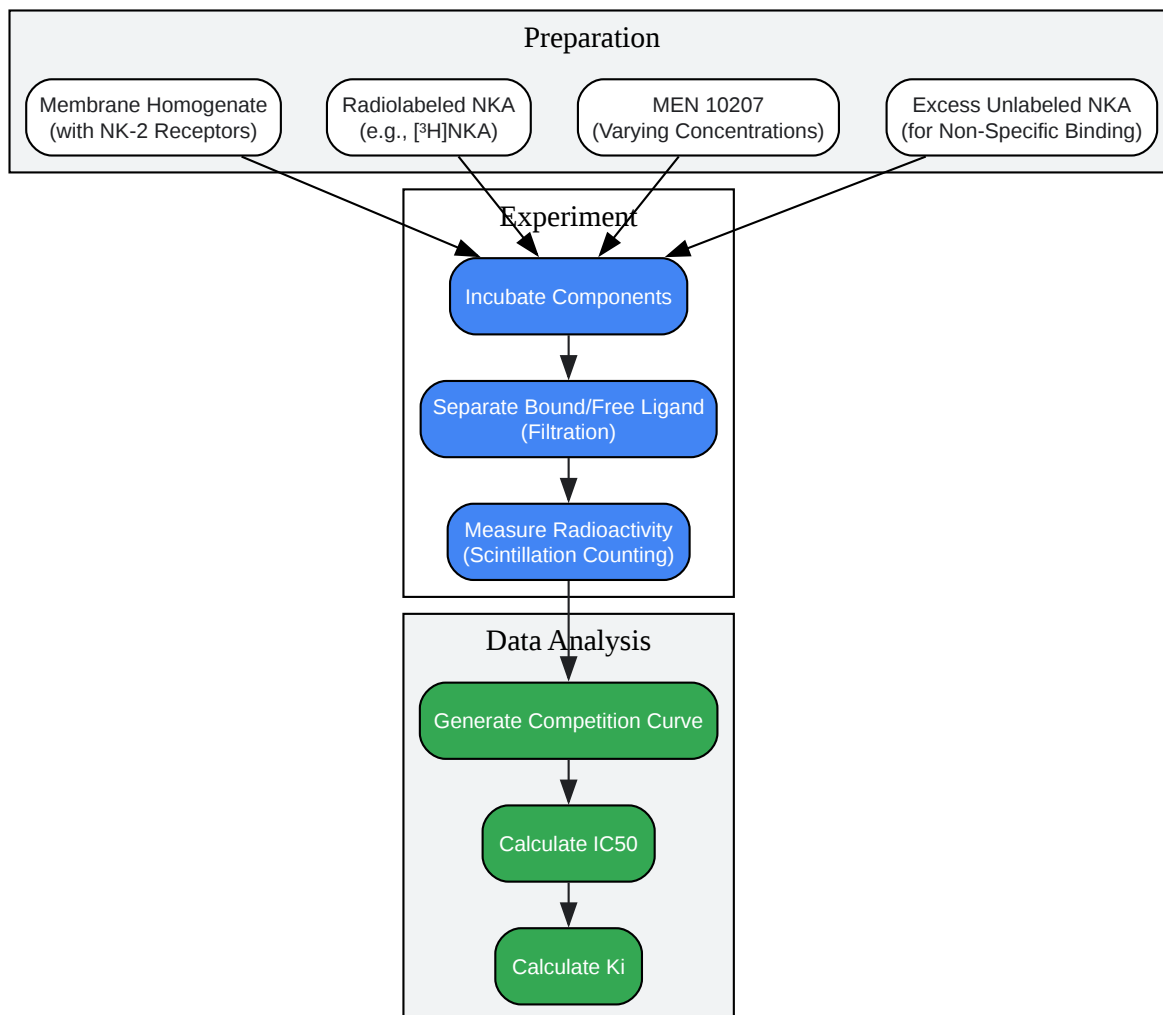 Preparation
Membrane Homogenate
(with NK-2 Receptors)
Radiolabeled NKA
(e.g., [³H]NKA)
MEN 10207
(Varying Concentrations)
Excess Unlabeled NKA
(for Non-Specific Binding)
Experiment
Incubate Components
Separate Bound/Free Ligand
(Filtration)
Measure Radioactivity
(Scintillation Counting)
Data Analysis
Generate Competition Curve
Calculate IC50
Calculate Ki